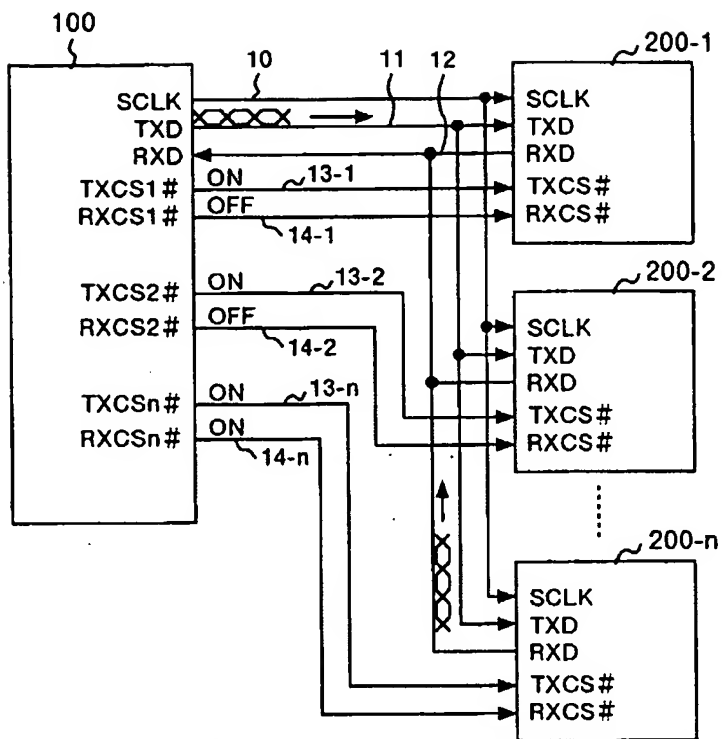 100
10
11
12
200-1
SCLK
TXD
RXD
TXCS1#
ON
13-1
RXCS1#
OFF
14-1
TXCS2#
ON
13-2
RXCS2#
OFF
14-2
TXCSn#
ON
13-n
RXCSn#
ON
14-n
SCLK
TXD
RXD
TXCS#
RXCS#
200-2
SCLK
TXD
RXD
TXCS#
RXCS#
200-n
SCLK
TXD
RXD
TXCS#
RXCS#